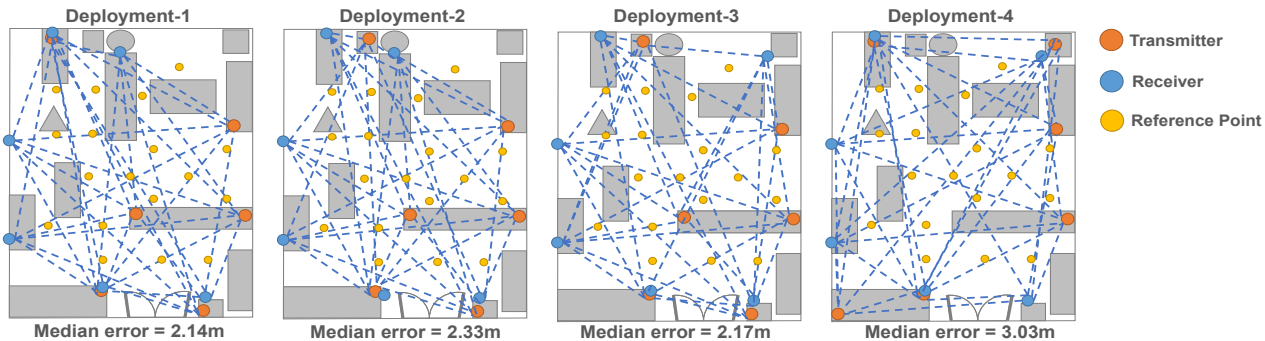 Deployment-1
Deployment-2
Deployment-3
Deployment-4
Transmitter
Receiver
Reference Point
Median error = 2.14m
Median error = 2.33m
Median error = 2.17m
Median error = 3.03m